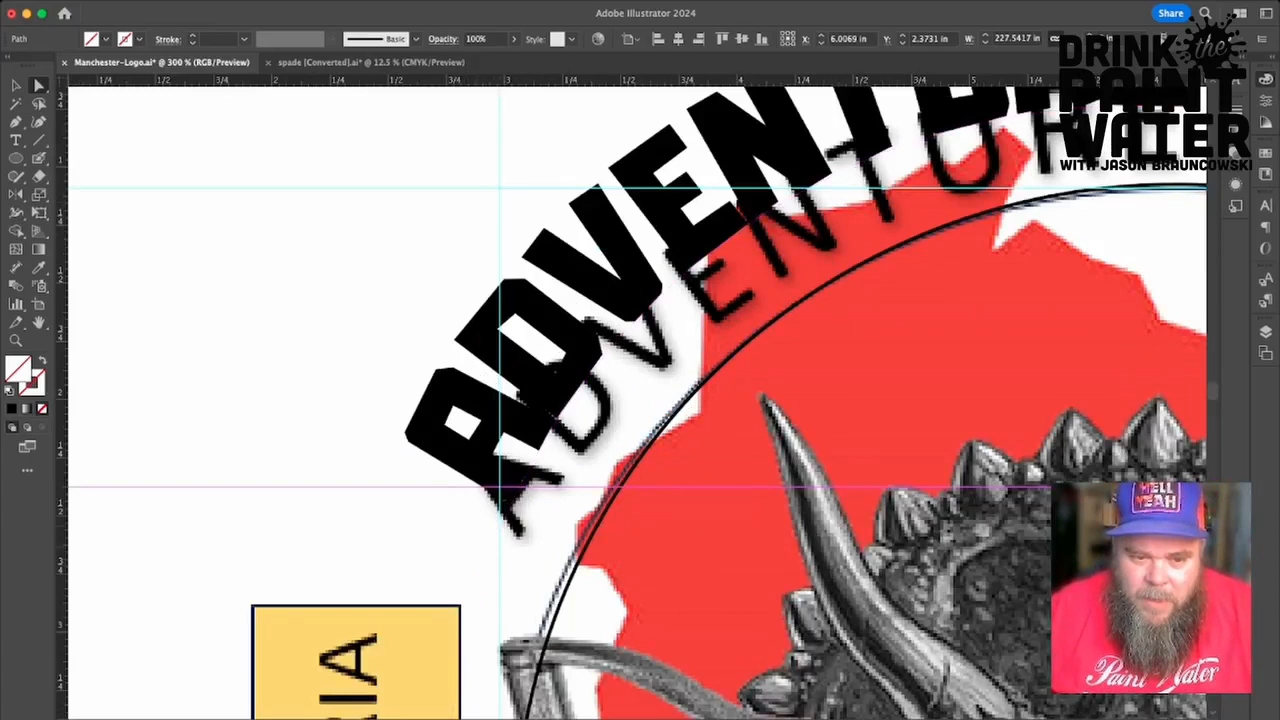 Adobe Illustrator 2024
Share
Path
Stroke:
Basic
Opacity: 100%
Style:
X: 6.0069 in
Y: 2.3731 in
W: 227.5417 in
× Manchester-Logo.ai* @ 300 % (RGB/Preview)
× spade [Converted].ai* @ 12.5 % (CMYK/Preview)
DRINK the
PAINT
WATER
WITH JASON BRAUNCOWSKI
ADVENTU
ADVENTUR
RIA
HELL
YEAH
Paint Water